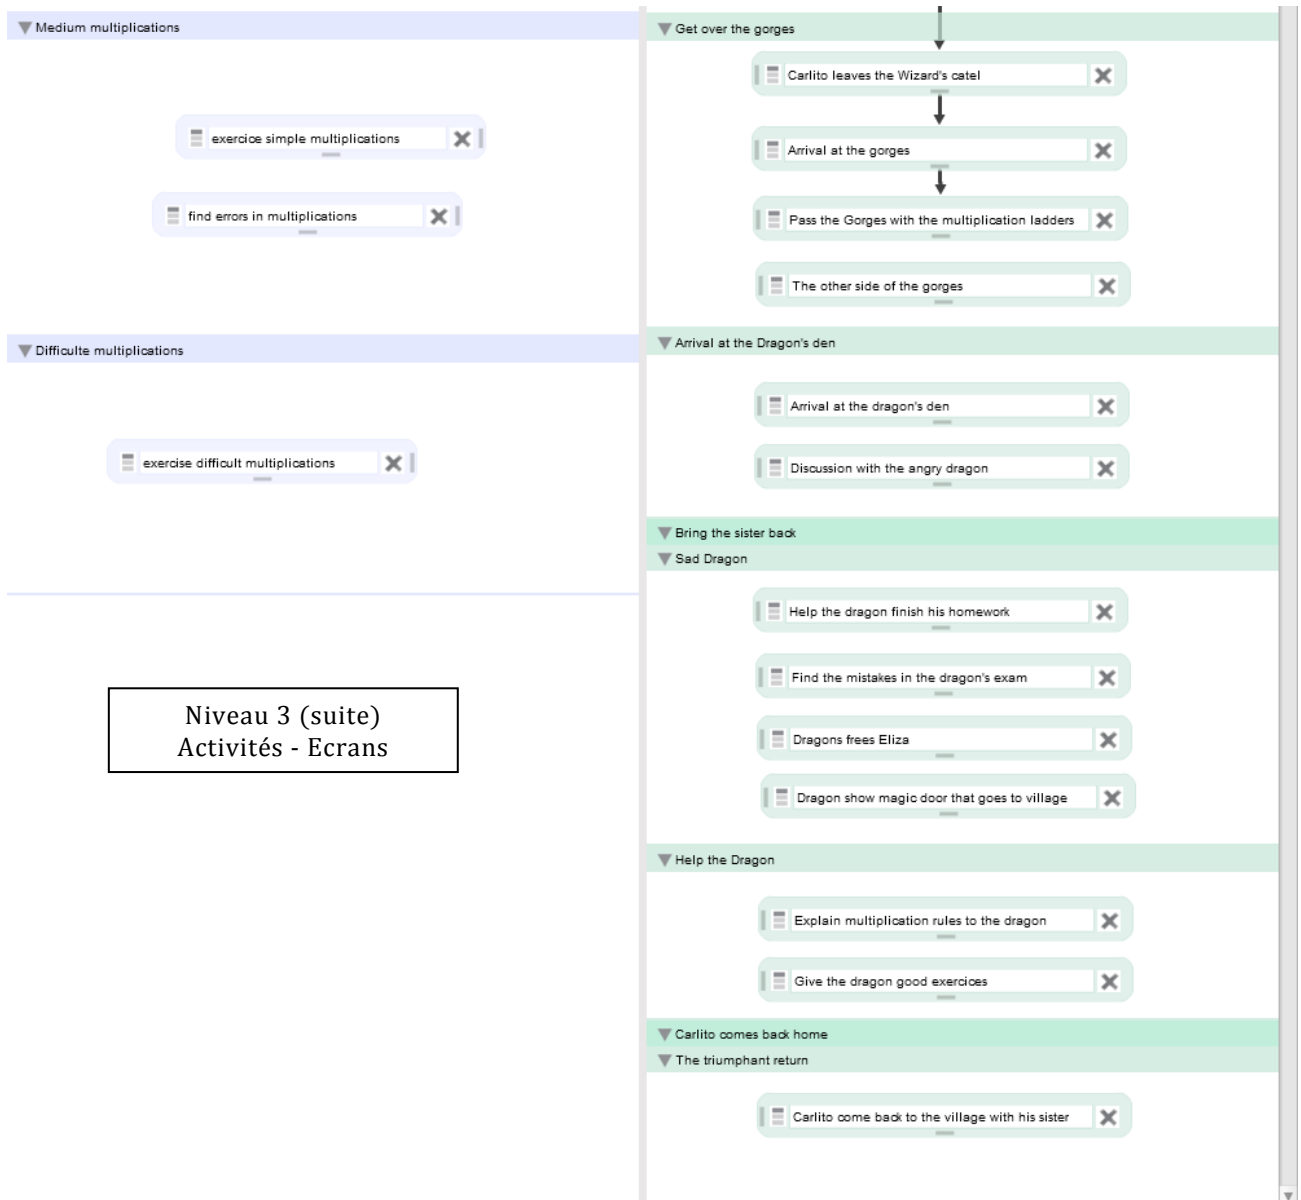 Medium multiplications
exercice simple multiplications
find errors in multiplications
Difficulte multiplications
exercise difficult multiplications
Niveau 3 (suite)
Activités - Ecrans
Get over the gorges
Carlito leaves the Wizard's catel
Arrival at the gorges
Pass the Gorges with the multiplication ladders
The other side of the gorges
Arrival at the Dragon's den
Arrival at the dragon's den
Discussion with the angry dragon
Bring the sister back
Sad Dragon
Help the dragon finish his homework
Find the mistakes in the dragon's exam
Dragons frees Eliza
Dragon show magic door that goes to village
Help the Dragon
Explain multiplication rules to the dragon
Give the dragon good exercices
Carlito comes back home
The triumphant return
Carlito come back to the village with his sister